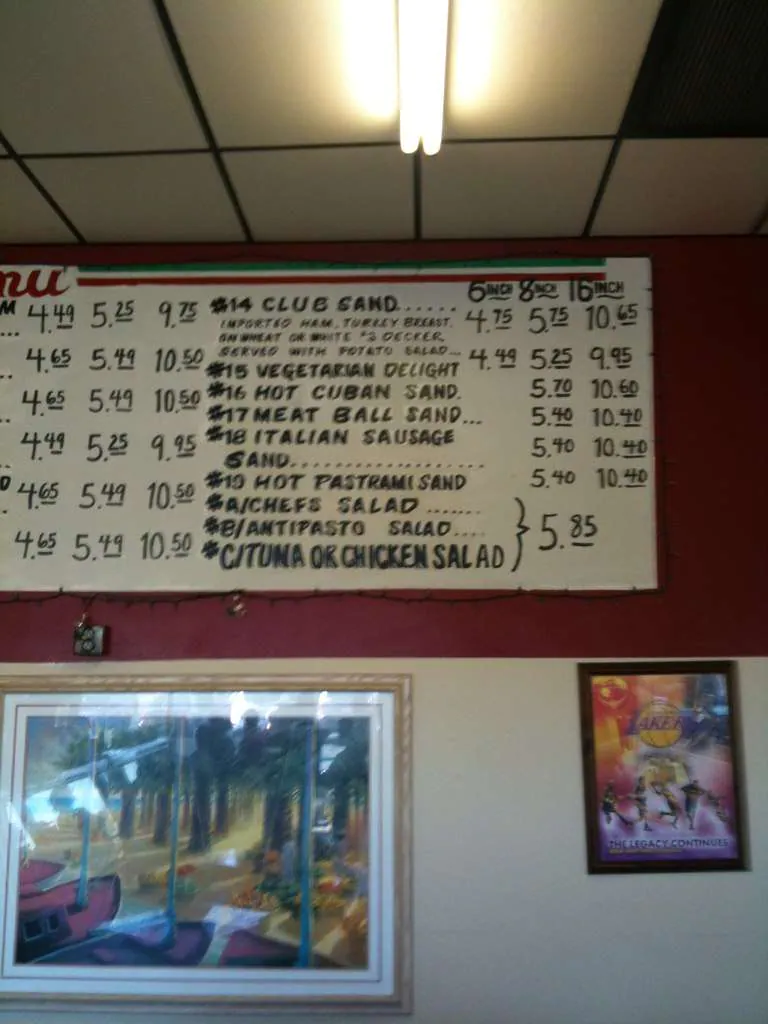 nu
6INCH 8INCH 16INCH
M 4.49 5.25 9.75 #14 CLUB SAND...... 4.75 5.75 10.65
IMPORTED HAM, TURKEY BREAST,
ON WHEAT OR WHITE *3 DECKER,
SERVED WITH POTATO SALAD...
.. 4.65 5.49 10.50 #15 VEGETARIAN DELIGHT 4.49 5.25 9.95
.. 4.65 5.49 10.50 #16 HOT CUBAN SAND. 5.70 10.60
#17 MEAT BALL SAND... 5.40 10.40
.. 4.49 5.25 9.95 #18 ITALIAN SAUSAGE
SAND..................... 5.40 10.40
D 4.65 5.49 10.50 #19 HOT PASTRAMI SAND 5.40 10.40
#A/CHEFS SALAD ........
#B/ANTIPASTO SALAD.... } 5.85
4.65 5.49 10.50 #C/TUNA OR CHICKEN SALAD
LAKERS
THE LEGACY CONTINUES